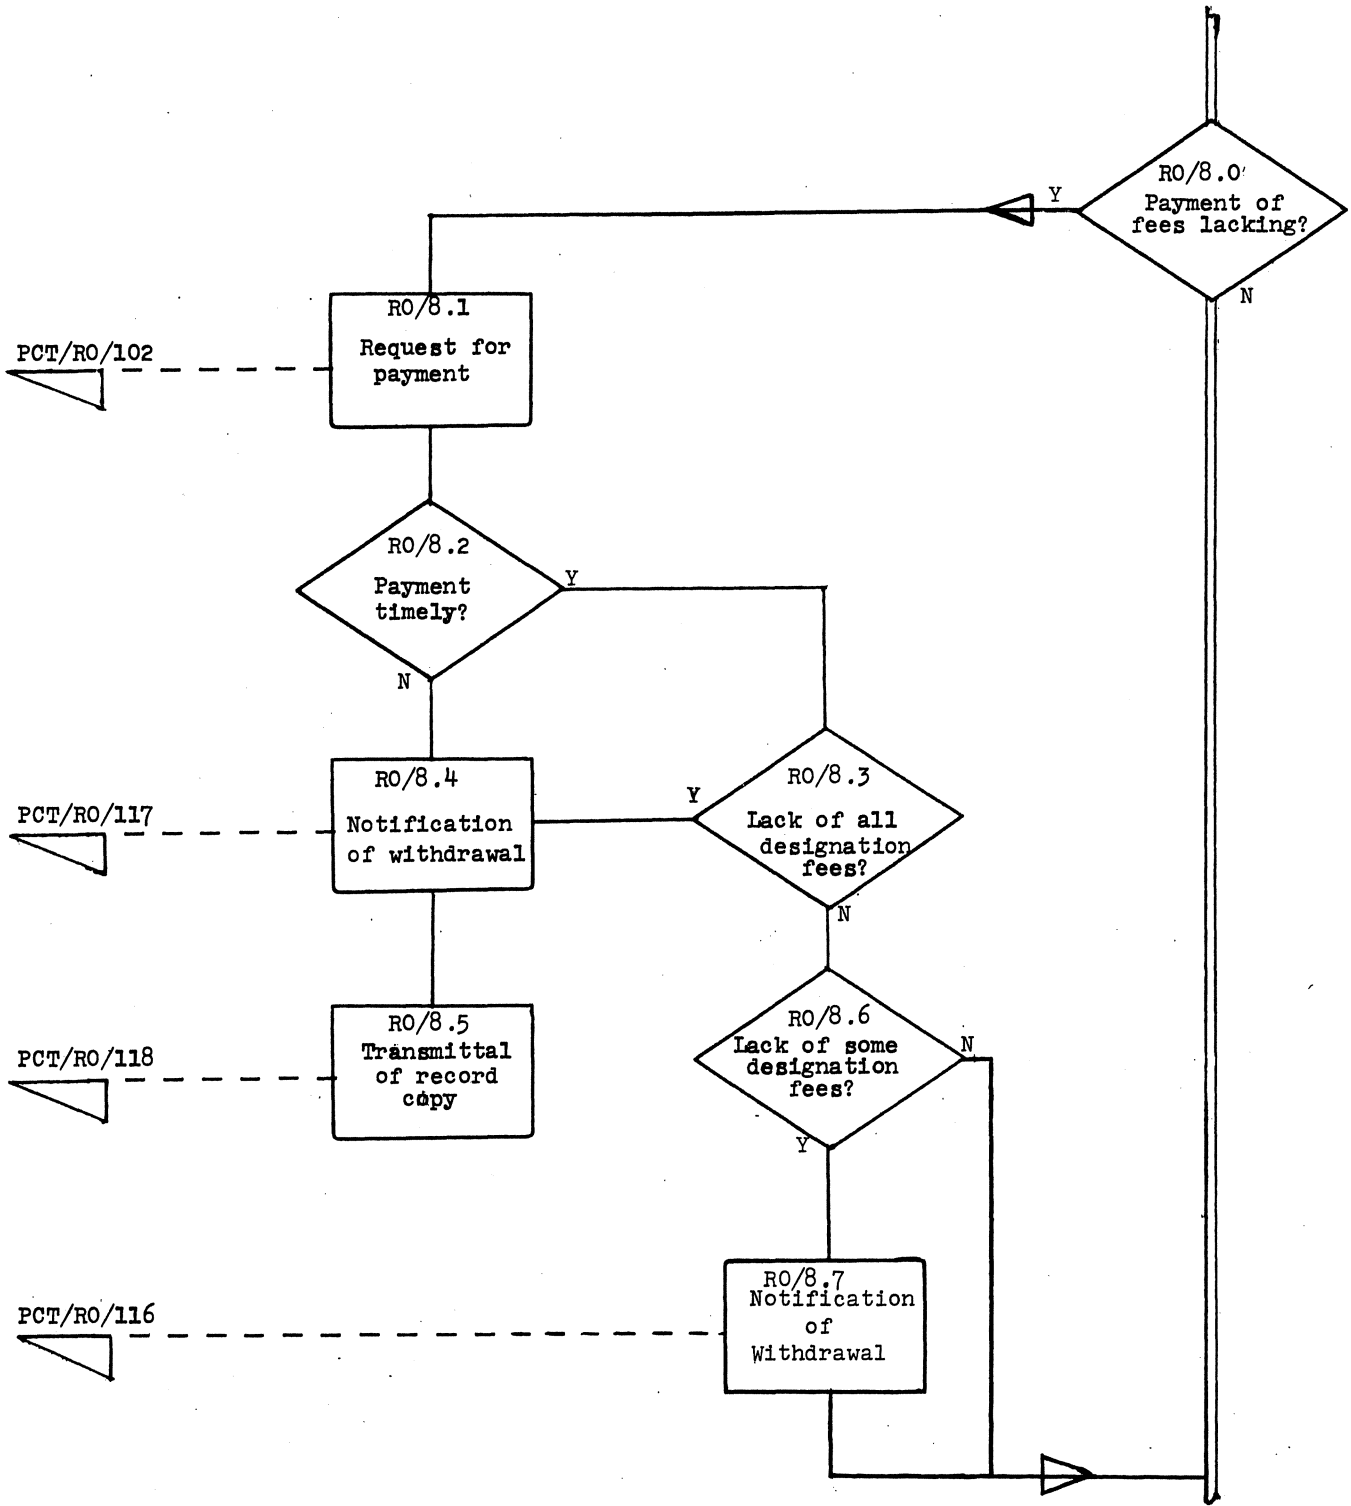 RO/8.0
Y
Payment of
fees lacking?
N
RO/8.1
Request for
payment
PCT/RO/102
RO/8.2
Payment
timely?
Y
N
RO/8.4
Notification
of withdrawal
PCT/RO/117
RO/8.3
Y
Lack of all
designation
fees?
N
RO/8.5
Transmittal
of record
copy
PCT/RO/118
RO/8.6
Lack of some
designation
fees?
N
Y
RO/8.7
Notification
of
Withdrawal
PCT/RO/116